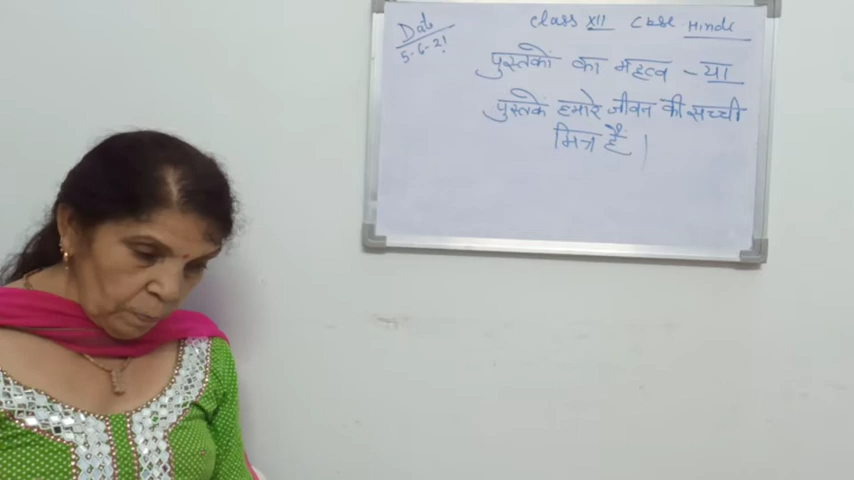 Date
5-6-21
Class XII CBSE Hindi
पुस्तकों का महत्व - या
पुस्तके हमारे जीवन की सच्ची
मित्र है।